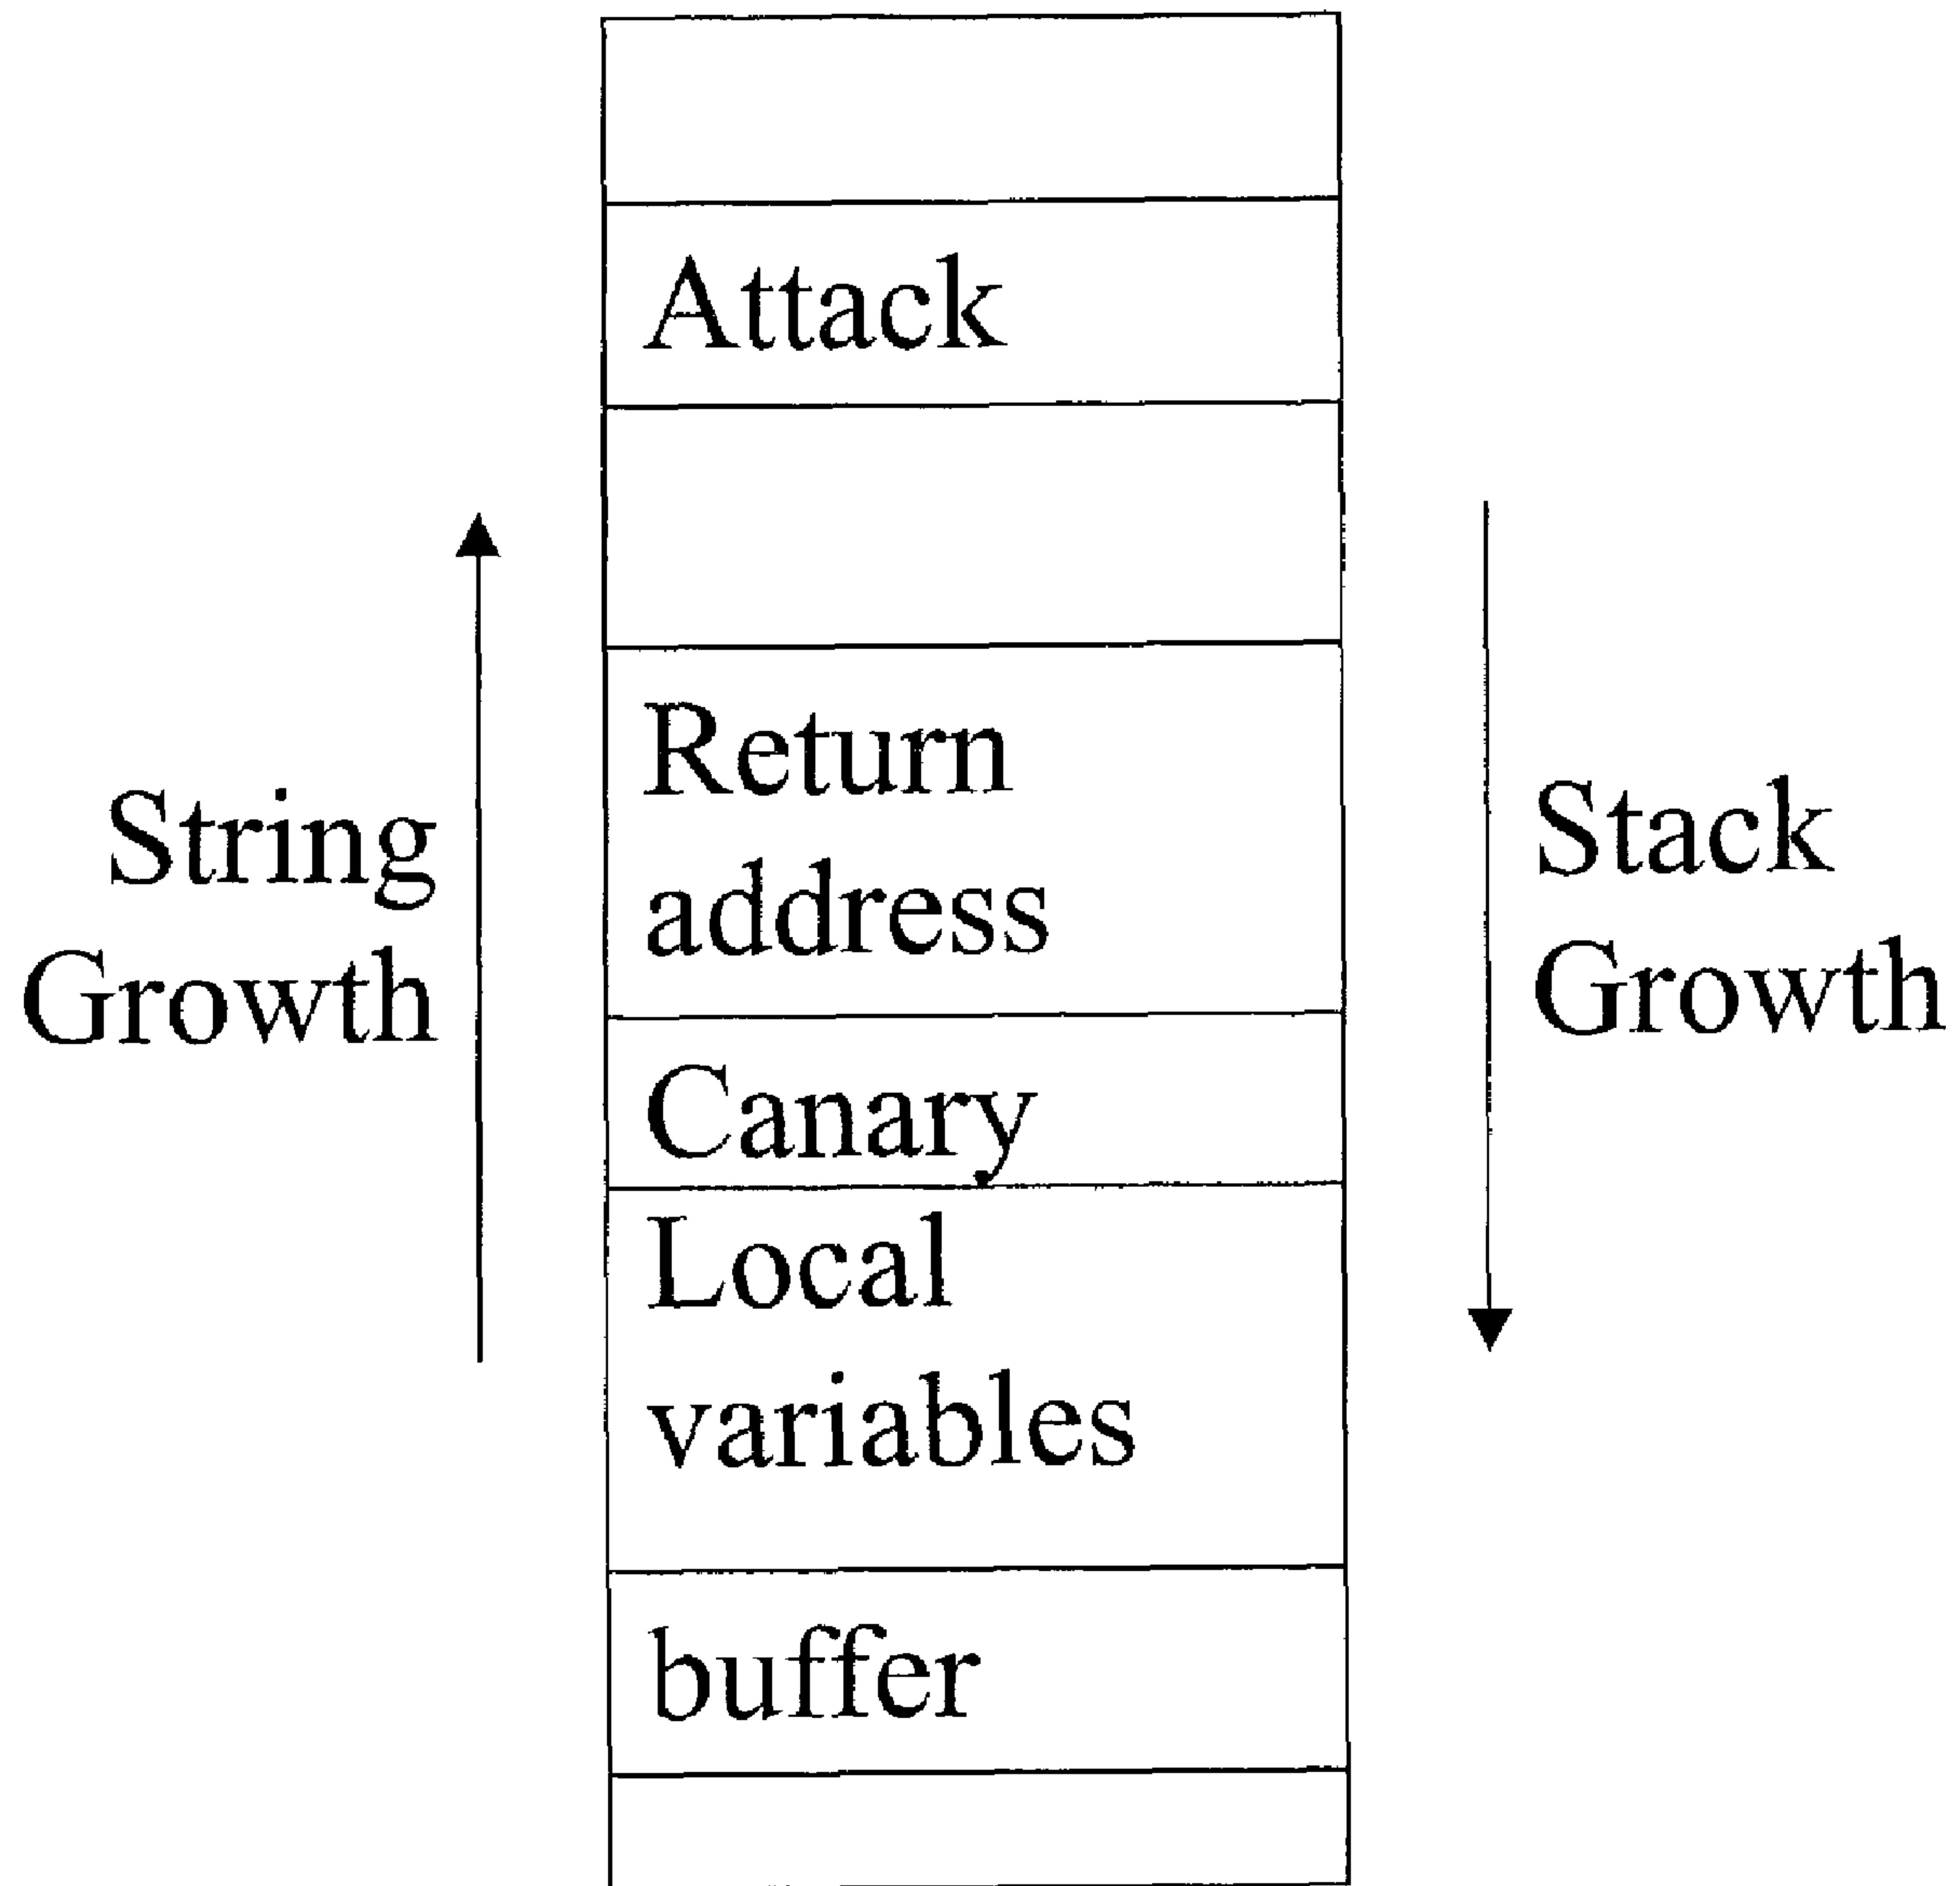 Attack
Return
address
Canary
Local
variables
buffer
String
Growth
Stack
Growth